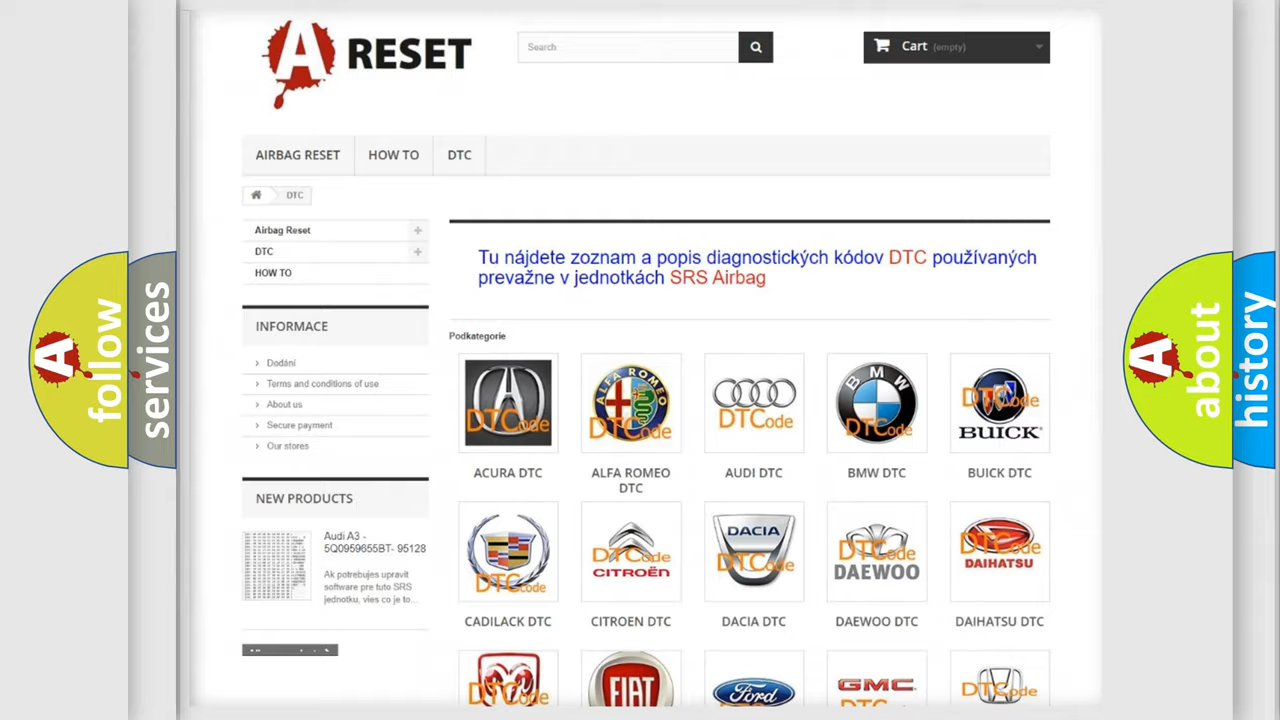 A RESET
Search
Cart (empty)
AIRBAG RESET
HOW TO
DTC
DTC
Airbag Reset
DTC
HOW TO
INFORMACE
Dodání
Terms and conditions of use
About us
Secure payment
Our stores
NEW PRODUCTS
Audi A3 -
5Q0959655BT- 95128
Ak potrebujes upravit
software pre tuto SRS
jednotku, vies co je to...
Tu nájdete zoznam a popis diagnostických kódov DTC používaných
prevažne v jednotkách SRS Airbag
Podkategorie
DTCode
ALFA ROMEO
DTCode
DTCode
BMW
DTCode
DTCode
BUICK
ACURA DTC
ALFA ROMEO
DTC
AUDI DTC
BMW DTC
BUICK DTC
DTCode
DTCode
CITROËN
DACIA
DTCode
DTCode
DAEWOO
DTCode
DAIHATSU
CADILACK DTC
CITROEN DTC
DACIA DTC
DAEWOO DTC
DAIHATSU DTC
DTCode
FIAT
Ford
GMC
DTCode
A follow
services
A about
history